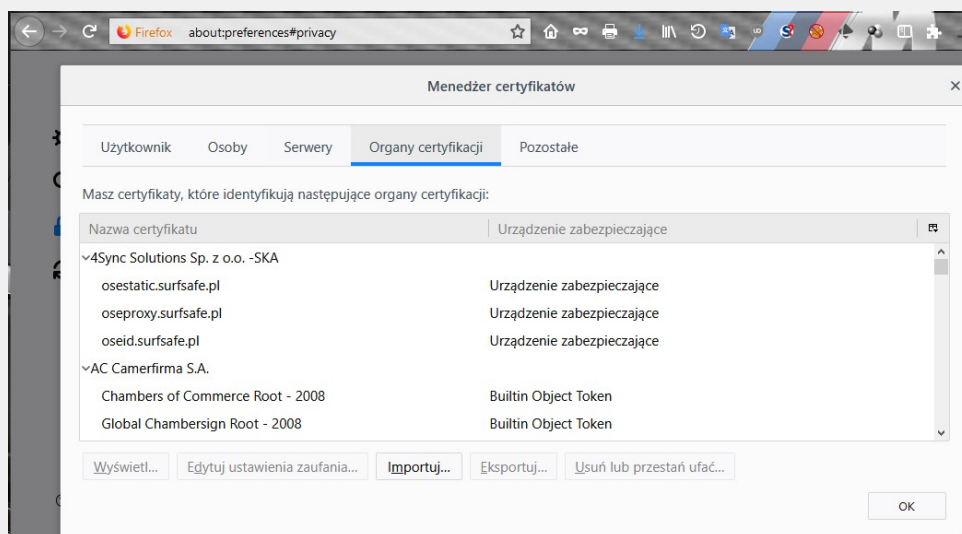 Firefox about:preferences#privacy
Menedżer certyfikatów
Użytkownik Osoby Serwery Organy certyfikacji Pozostałe
Masz certyfikaty, które identyfikują następujące organy certyfikacji:
Nazwa certyfikatu Urządzenie zabezpieczające
4Sync Solutions Sp. z o.o. -SKA
osestatic.surfsafe.pl Urządzenie zabezpieczające
oseproxy.surfsafe.pl Urządzenie zabezpieczające
oseid.surfsafe.pl Urządzenie zabezpieczające
AC Camerfirma S.A.
Chambers of Commerce Root - 2008 Builtin Object Token
Global Chambersign Root - 2008 Builtin Object Token
Wyświetl... Edytuj ustawienia zaufania... Importuj... Eksportuj... Usuń lub przestań ufać...
OK